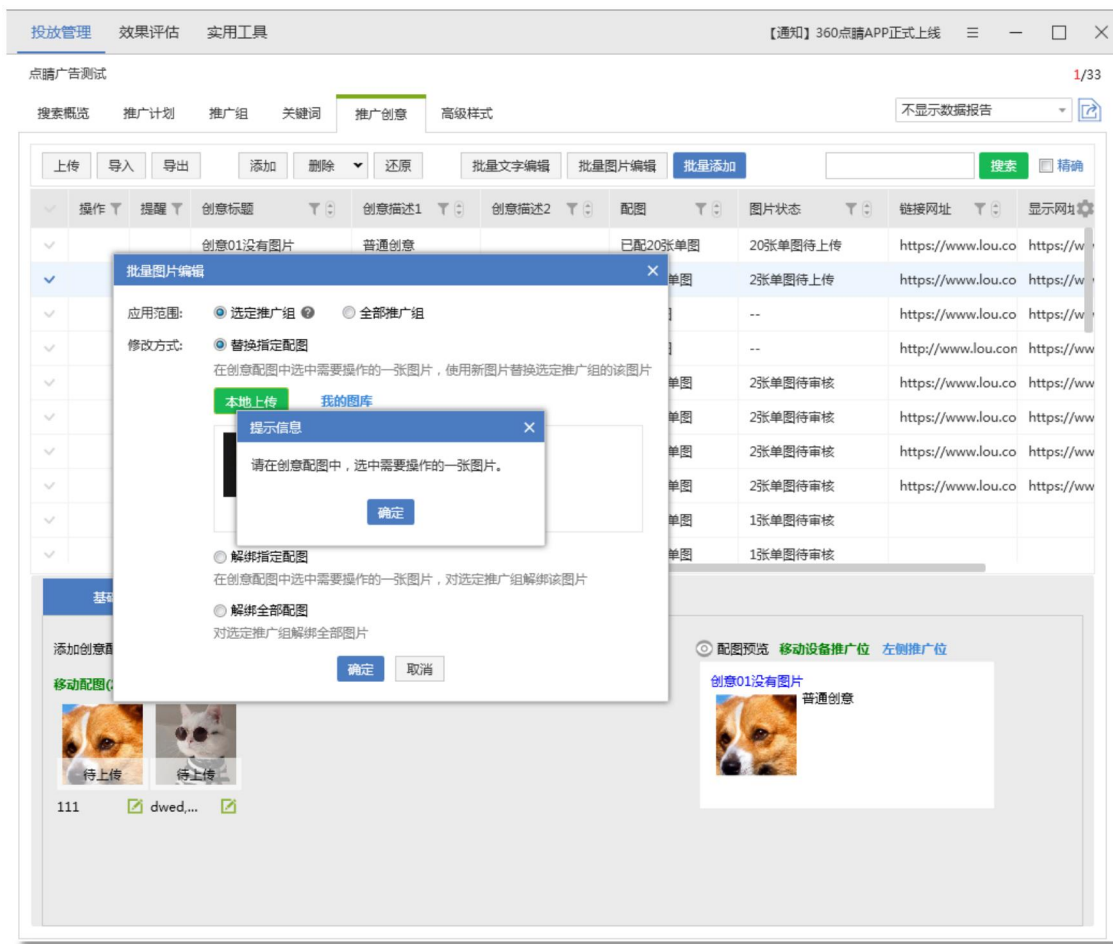 投放管理 效果评估 实用工具 【通知】360点睛APP正式上线
点睛广告测试 1/33
搜索概览 推广计划 推广组 关键词 推广创意 高级样式 不显示数据报告
上传 导入 导出 添加 删除 还原 批量文字编辑 批量图片编辑 批量添加 搜索 精确
操作 提醒 创意标题 创意描述1 创意描述2 配图 图片状态 链接网址 显示网址
创意01没有图片 普通创意 已配20张单图 20张单图待上传 https://www.lou.co https://w
批量图片编辑
单图 2张单图待上传 https://www.lou.co https://w
应用范围: 选定推广组 全部推广组
-- https://www.lou.co https://w
修改方式: 替换指定配图
-- http://www.lou.con https://ww
在创意配图中选中需要操作的一张图片，使用新图片替换选定推广组的该图片
单图 2张单图待审核 https://www.lou.co https://ww
本地上传 我的图库
单图 2张单图待审核 https://www.lou.co https://ww
提示信息
单图 2张单图待审核 https://www.lou.co https://ww
请在创意配图中，选中需要操作的一张图片。
单图 2张单图待审核 https://www.lou.co https://ww
确定
单图 1张单图待审核
解绑指定配图
单图 1张单图待审核
在创意配图中选中需要操作的一张图片，对选定推广组解绑该图片
解绑全部配图
对选定推广组解绑全部图片
确定 取消
基
添加创意配
移动配图(2
配图预览 移动设备推广位 左侧推广位
创意01没有图片
普通创意
待上传 待上传
111 dwed,...